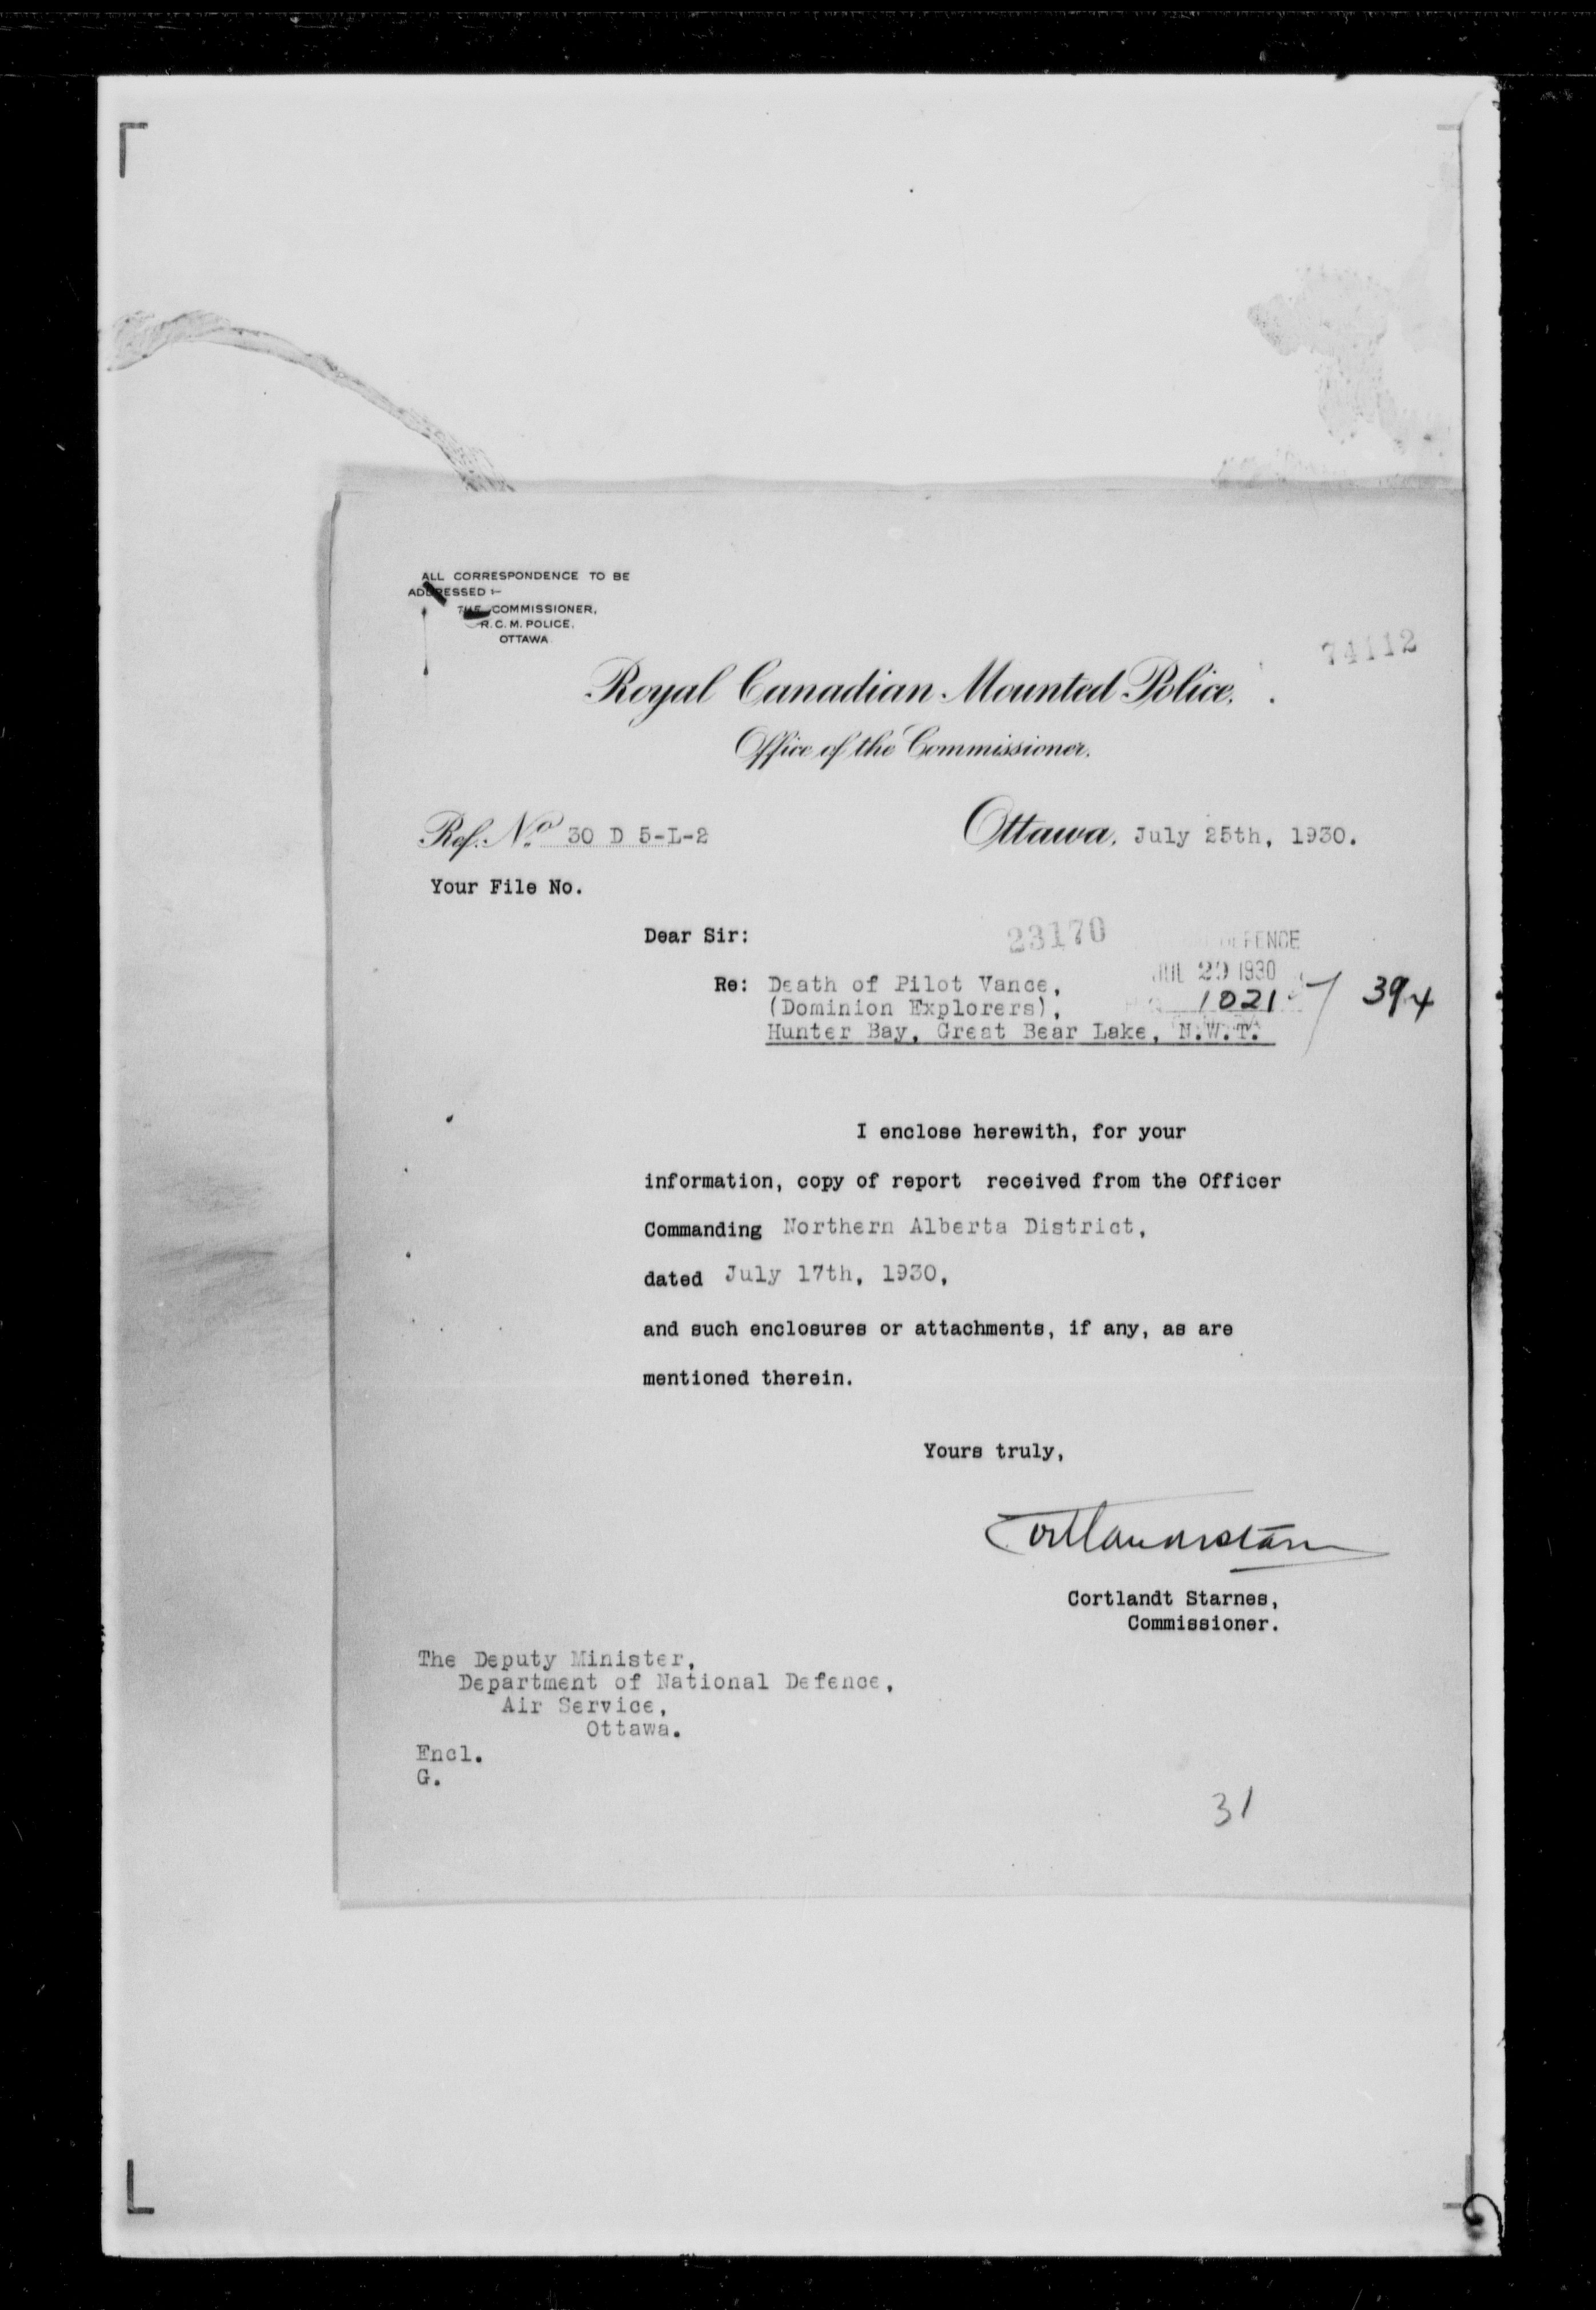 ALL CORRESPONDENCE TO BE
ADDRESSED :-
THE COMMISSIONER,
R. C. M. POLICE.
OTTAWA
74112
Royal Canadian Mounted Police.
Office of the Commissioner.
Ref. No. 30 D 5-L-2
Ottawa, July 25th, 1930.
Your File No.
Dear Sir:
23170
DEFENCE
JUL 29 1930
1021
394
Re: Death of Pilot Vance,
(Dominion Explorers),
Hunter Bay, Great Bear Lake, N.W.T.
I enclose herewith, for your
information, copy of report received from the Officer
Commanding Northern Alberta District,
dated July 17th, 1930,
and such enclosures or attachments, if any, as are
mentioned therein.
Yours truly,
Cortlandt Starnes,
Commissioner.
The Deputy Minister,
Department of National Defence,
Air Service,
Ottawa.
Encl.
G.
31